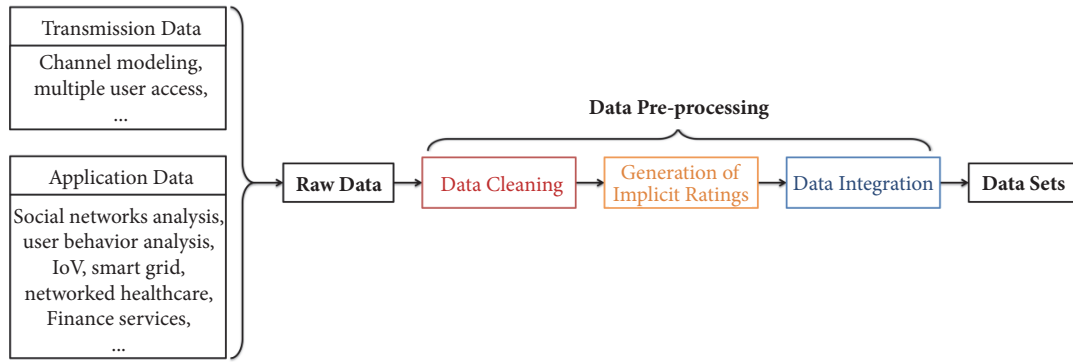 Transmission Data
Channel modeling,
multiple user access,
...
Application Data
Social networks analysis,
user behavior analysis,
IoV, smart grid,
networked healthcare,
Finance services,
...
Raw Data
Data Pre-processing
Data Cleaning
Generation of
Implicit Ratings
Data Integration
Data Sets